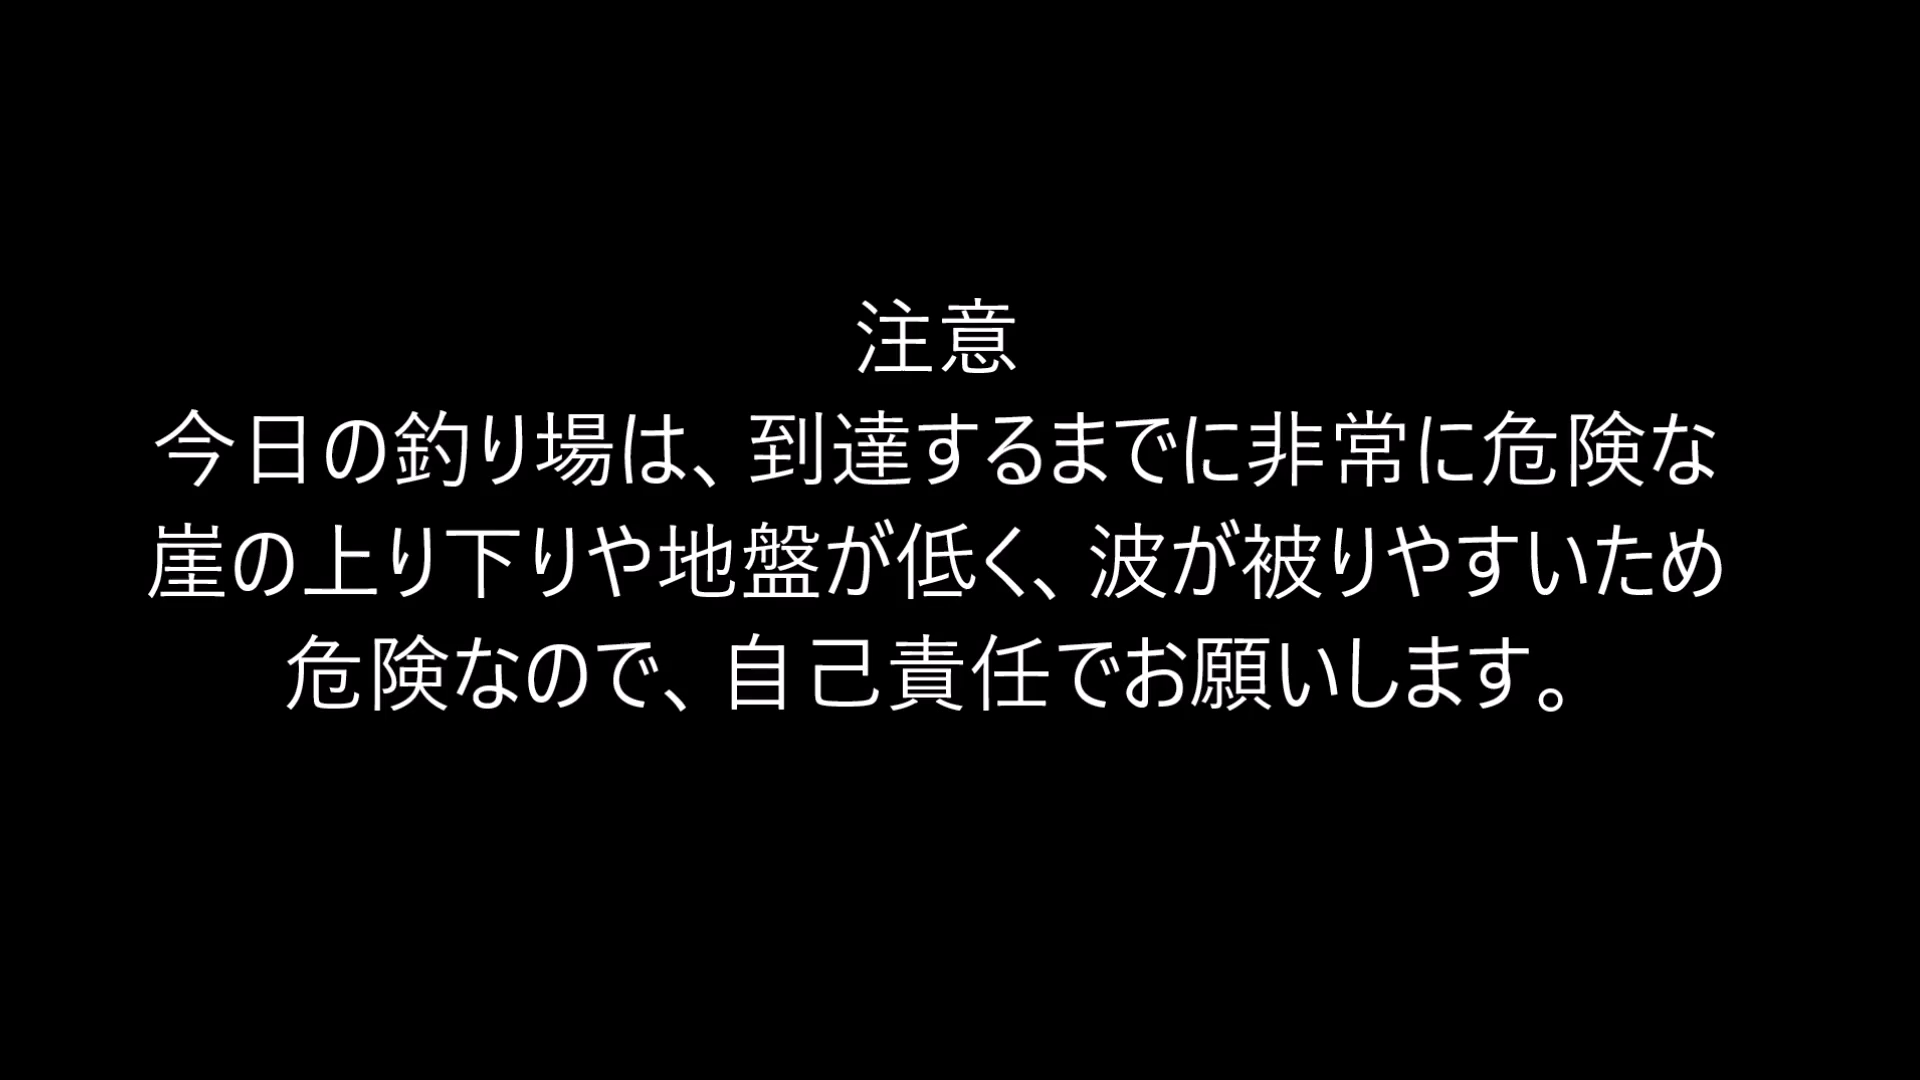 注意
今日の釣り場は、到達するまでに非常に危険な
崖の上り下りや地盤が低く、波が被りやすいため
危険なので、自己責任でお願いします。